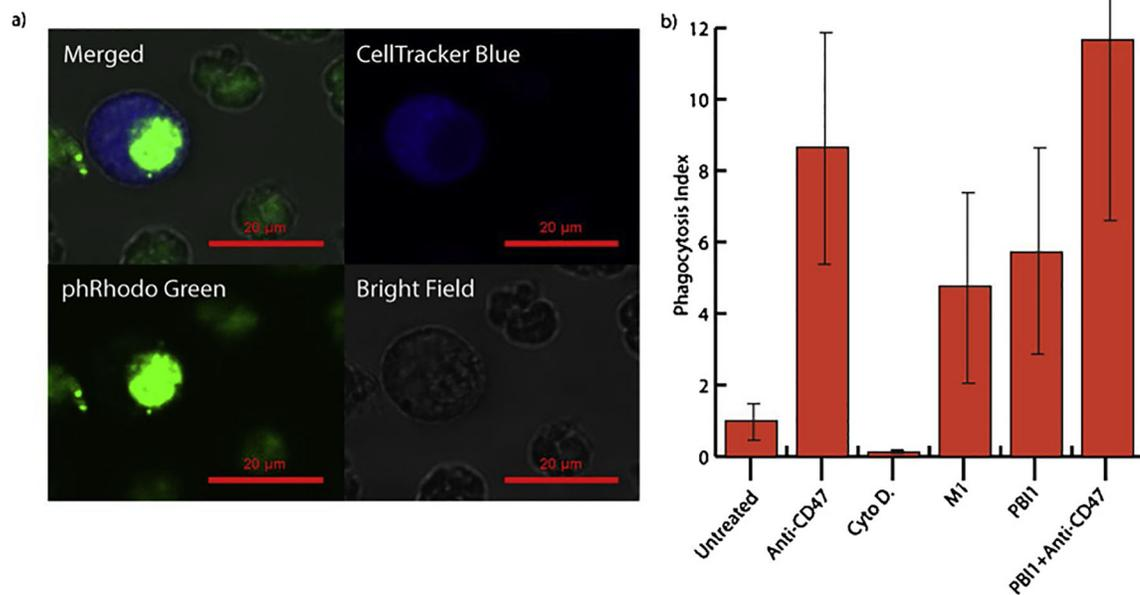 a)
Merged
CellTracker Blue
20 µm
20 µm
phRhodo Green
Bright Field
20 µm
20 µm
b)
Phagocytosis Index
12
10
8
6
4
2
0
Untreated
Anti-CD47
Cyto D.
M1
PBI1
PBI1+Anti-CD47